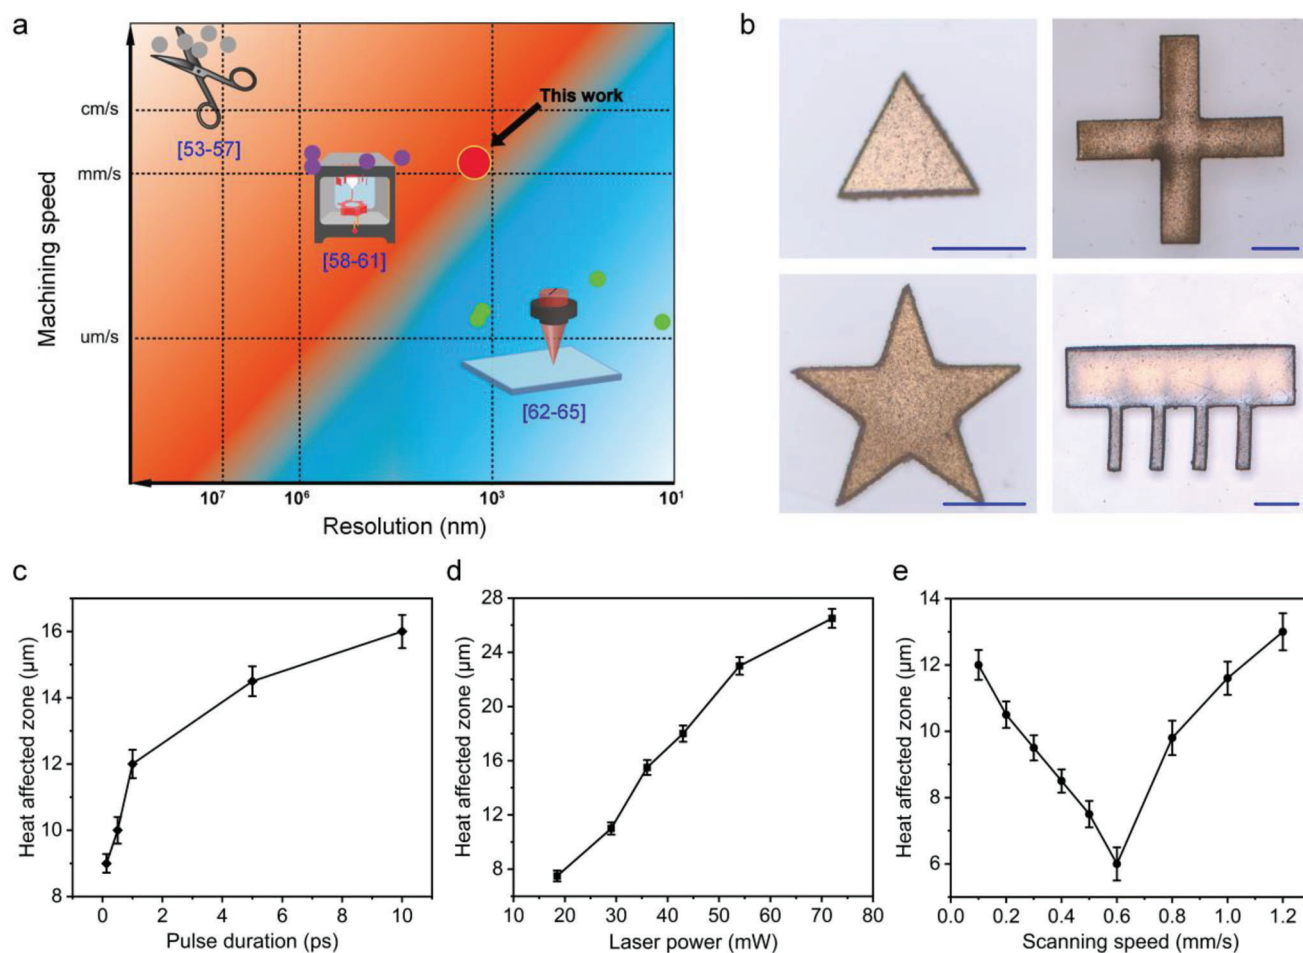 a
Machining speed
cm/s
mm/s
um/s
[53-57]
[58-61]
This work
[62-65]
10⁷
10⁶
10³
10¹
Resolution (nm)
b
c
Heat affected zone (μm)
16
14
12
10
8
0
2
4
6
8
10
Pulse duration (ps)
d
Heat affected zone (μm)
28
24
20
16
12
8
10
20
30
40
50
60
70
80
Laser power (mW)
e
Heat affected zone (μm)
14
12
10
8
6
0.0
0.2
0.4
0.6
0.8
1.0
1.2
Scanning speed (mm/s)